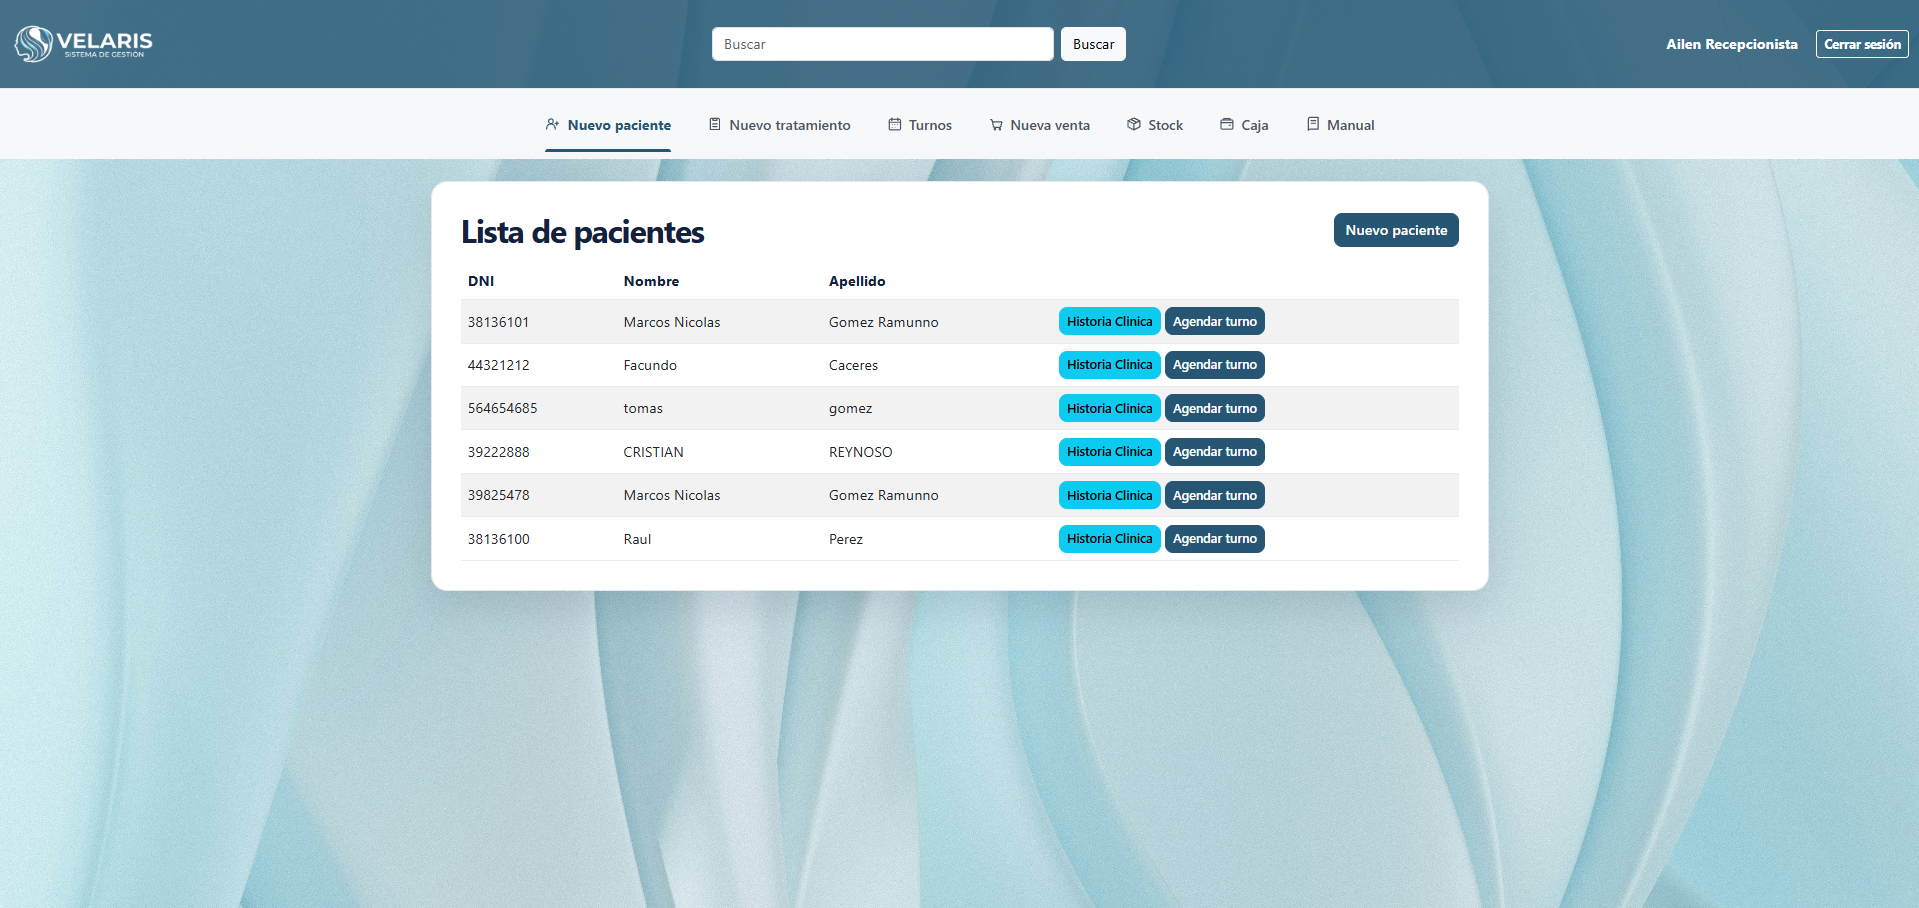 VELARIS
SISTEMA DE GESTIÓN
Buscar
Buscar
Ailen Recepcionista
Cerrar sesión
Nuevo paciente
Nuevo tratamiento
Turnos
Nueva venta
Stock
Caja
Manual
Lista de pacientes
Nuevo paciente
DNI Nombre Apellido
38136101 Marcos Nicolas Gomez Ramunno Historia Clinica Agendar turno
44321212 Facundo Caceres Historia Clinica Agendar turno
564654685 tomas gomez Historia Clinica Agendar turno
39222888 CRISTIAN REYNOSO Historia Clinica Agendar turno
39825478 Marcos Nicolas Gomez Ramunno Historia Clinica Agendar turno
38136100 Raul Perez Historia Clinica Agendar turno